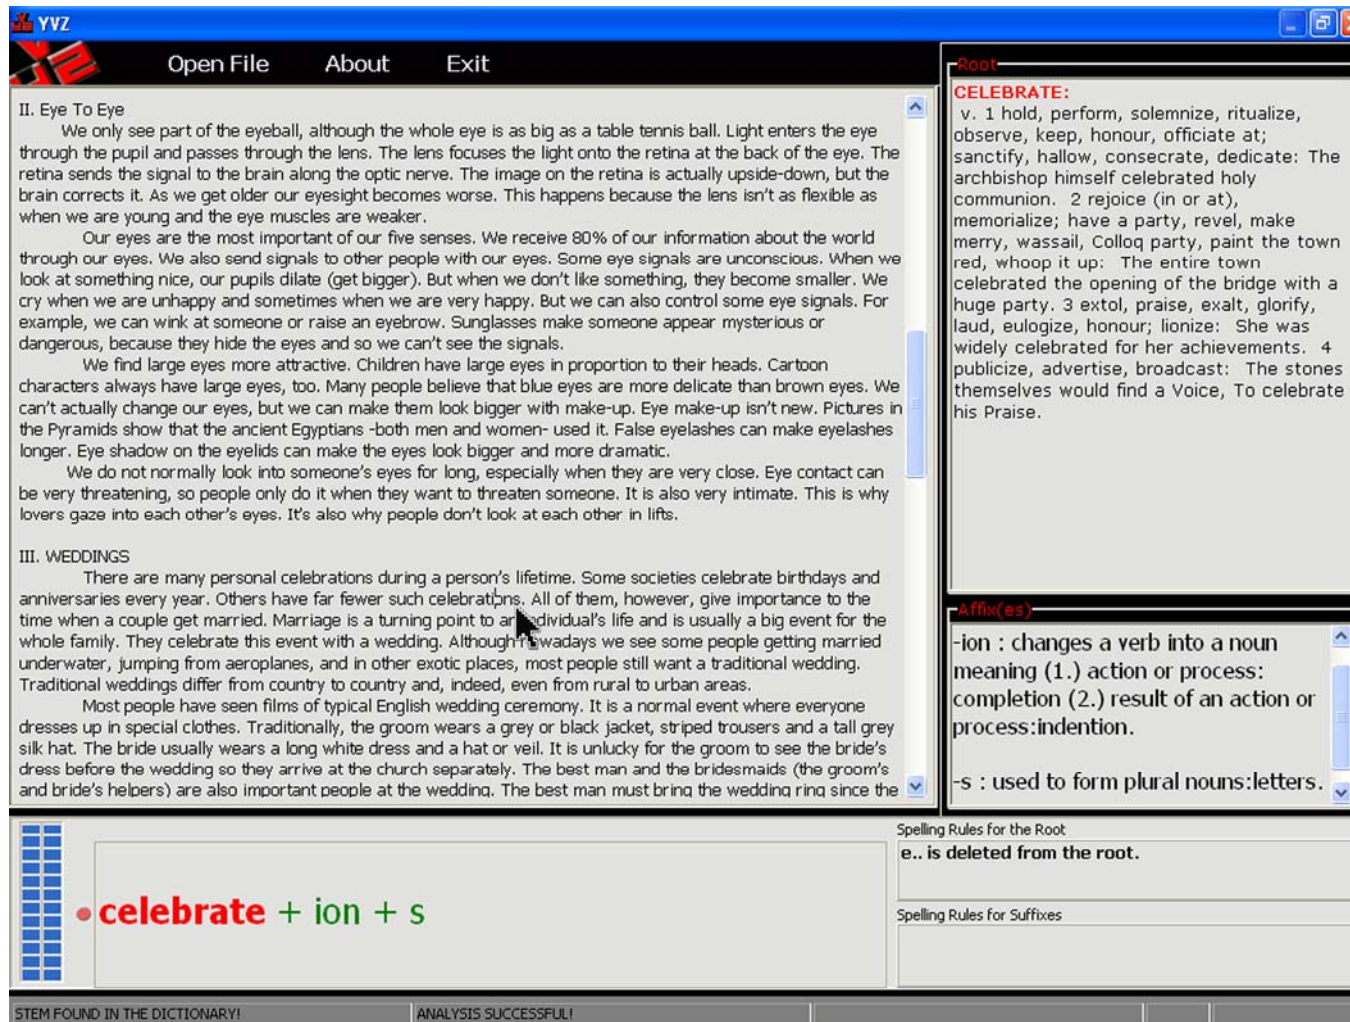 YVZ
Open File About Exit
II. Eye To Eye
We only see part of the eyeball, although the whole eye is as big as a table tennis ball. Light enters the eye
through the pupil and passes through the lens. The lens focuses the light onto the retina at the back of the eye. The
retina sends the signal to the brain along the optic nerve. The image on the retina is actually upside-down, but the
brain corrects it. As we get older our eyesight becomes worse. This happens because the lens isn't as flexible as
when we are young and the eye muscles are weaker.
Our eyes are the most important of our five senses. We receive 80% of our information about the world
through our eyes. We also send signals to other people with our eyes. Some eye signals are unconscious. When we
look at something nice, our pupils dilate (get bigger). But when we don't like something, they become smaller. We
cry when we are unhappy and sometimes when we are very happy. But we can also control some eye signals. For
example, we can wink at someone or raise an eyebrow. Sunglasses make someone appear mysterious or
dangerous, because they hide the eyes and so we can't see the signals.
We find large eyes more attractive. Children have large eyes in proportion to their heads. Cartoon
characters always have large eyes, too. Many people believe that blue eyes are more delicate than brown eyes. We
can't actually change our eyes, but we can make them look bigger with make-up. Eye make-up isn't new. Pictures in
the Pyramids show that the ancient Egyptians -both men and women- used it. False eyelashes can make eyelashes
longer. Eye shadow on the eyelids can make the eyes look bigger and more dramatic.
We do not normally look into someone's eyes for long, especially when they are very close. Eye contact can
be very threatening, so people only do it when they want to threaten someone. It is also very intimate. This is why
lovers gaze into each other's eyes. It's also why people don't look at each other in lifts.
III. WEDDINGS
There are many personal celebrations during a person's lifetime. Some societies celebrate birthdays and
anniversaries every year. Others have far fewer such celebrations. All of them, however, give importance to the
time when a couple get married. Marriage is a turning point to an individual's life and is usually a big event for the
whole family. They celebrate this event with a wedding. Although nowadays we see some people getting married
underwater, jumping from aeroplanes, and in other exotic places, most people still want a traditional wedding.
Traditional weddings differ from country to country and, indeed, even from rural to urban areas.
Most people have seen films of typical English wedding ceremony. It is a normal event where everyone
dresses up in special clothes. Traditionally, the groom wears a grey or black jacket, striped trousers and a tall grey
silk hat. The bride usually wears a long white dress and a hat or veil. It is unlucky for the groom to see the bride's
dress before the wedding so they arrive at the church separately. The best man and the bridesmaids (the groom's
and bride's helpers) are also important people at the wedding. The best man must bring the wedding ring since the
Root
CELEBRATE:
v. 1 hold, perform, solemnize, ritualize,
observe, keep, honour, officiate at;
sanctify, hallow, consecrate, dedicate: The
archbishop himself celebrated holy
communion. 2 rejoice (in or at),
memorialize; have a party, revel, make
merry, wassail, Colloq party, paint the town
red, whoop it up: The entire town
celebrated the opening of the bridge with a
huge party. 3 extol, praise, exalt, glorify,
laud, eulogize, honour; lionize: She was
widely celebrated for her achievements. 4
publicize, advertise, broadcast: The stones
themselves would find a Voice, To celebrate
his Praise.
Affix(es)
-ion : changes a verb into a noun
meaning (1.) action or process:
completion (2.) result of an action or
process:indention.
-s : used to form plural nouns:letters.
celebrate + ion + s
Spelling Rules for the Root
e.. is deleted from the root.
Spelling Rules for Suffixes
STEM FOUND IN THE DICTIONARY! ANALYSIS SUCCESSFUL!